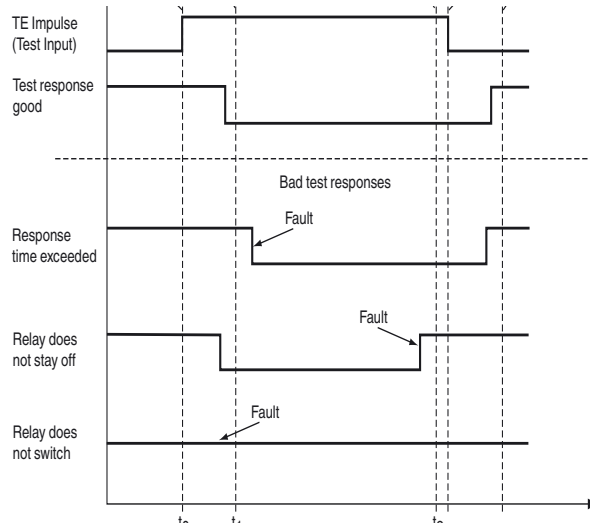 TE Impulse
(Test Input)
Test response
good
Bad test responses
Fault
Response
time exceeded
Fault
Relay does
not stay off
Fault
Relay does
not switch